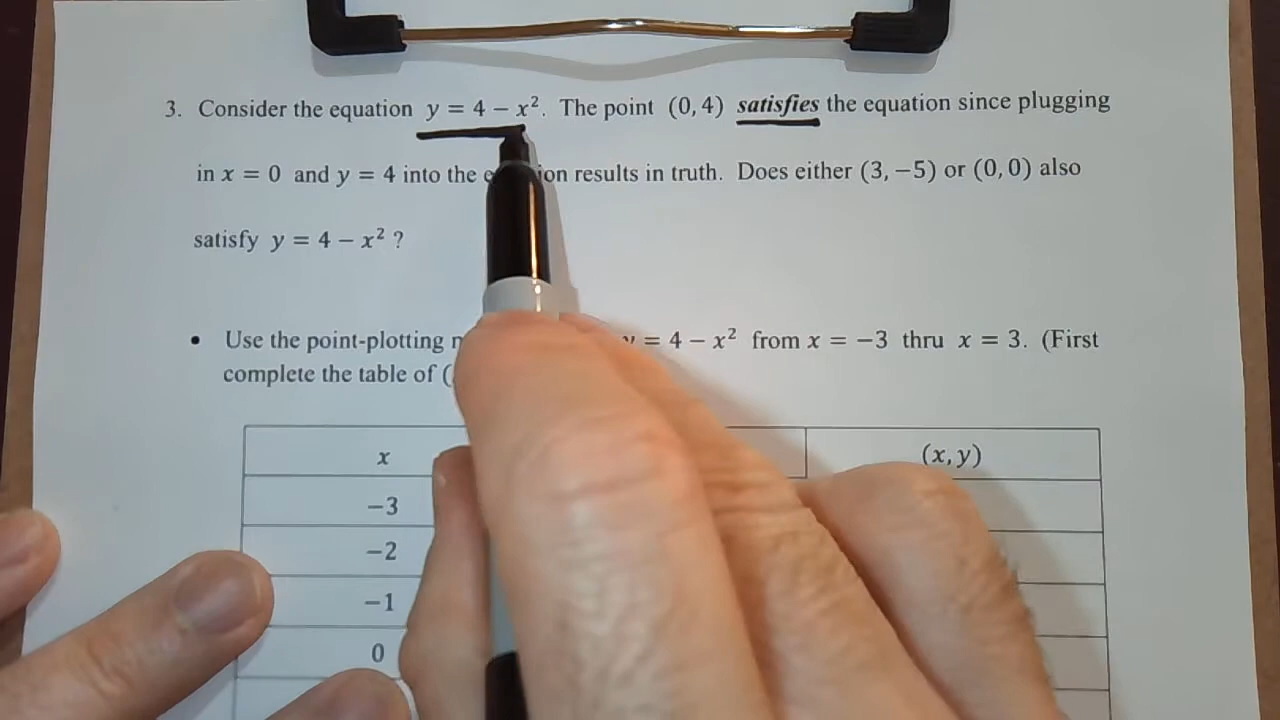 3. Consider the equation y = 4 − x². The point (0, 4) satisfies the equation since plugging
in x = 0 and y = 4 into the ion results in truth. Does either (3, −5) or (0, 0) also
satisfy y = 4 − x² ?
• Use the point-plotting y = 4 − x² from x = −3 thru x = 3. (First
complete the table of (
x (x, y)
−3
−2
−1
0